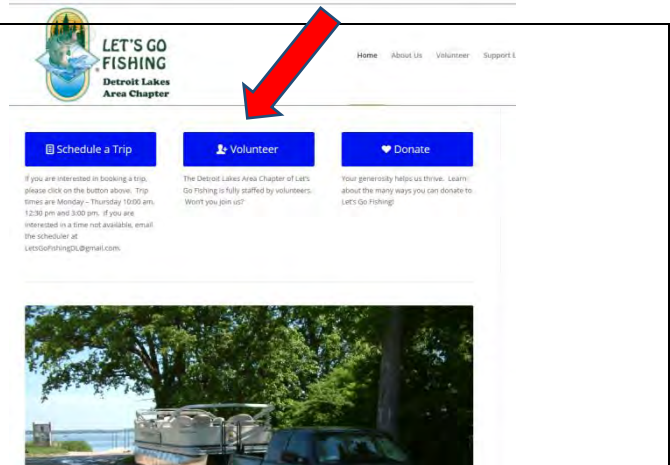 LET'S GO
FISHING
Detroit Lakes
Area Chapter
Home About Us Volunteer Support
Schedule a Trip
If you are interested in booking a trip,
please click on the button above. Trip
times are Monday – Thursday 10:00 am,
12:30 pm and 3:00 pm. If you are
interested in a time not available, email
the scheduler at
LetsGoFishingDL@gmail.com.
Volunteer
The Detroit Lakes Area Chapter of Let's
Go Fishing is fully staffed by volunteers.
Won't you join us?
Donate
Your generosity helps us thrive. Learn
about the many ways you can donate to
Let's Go Fishing!